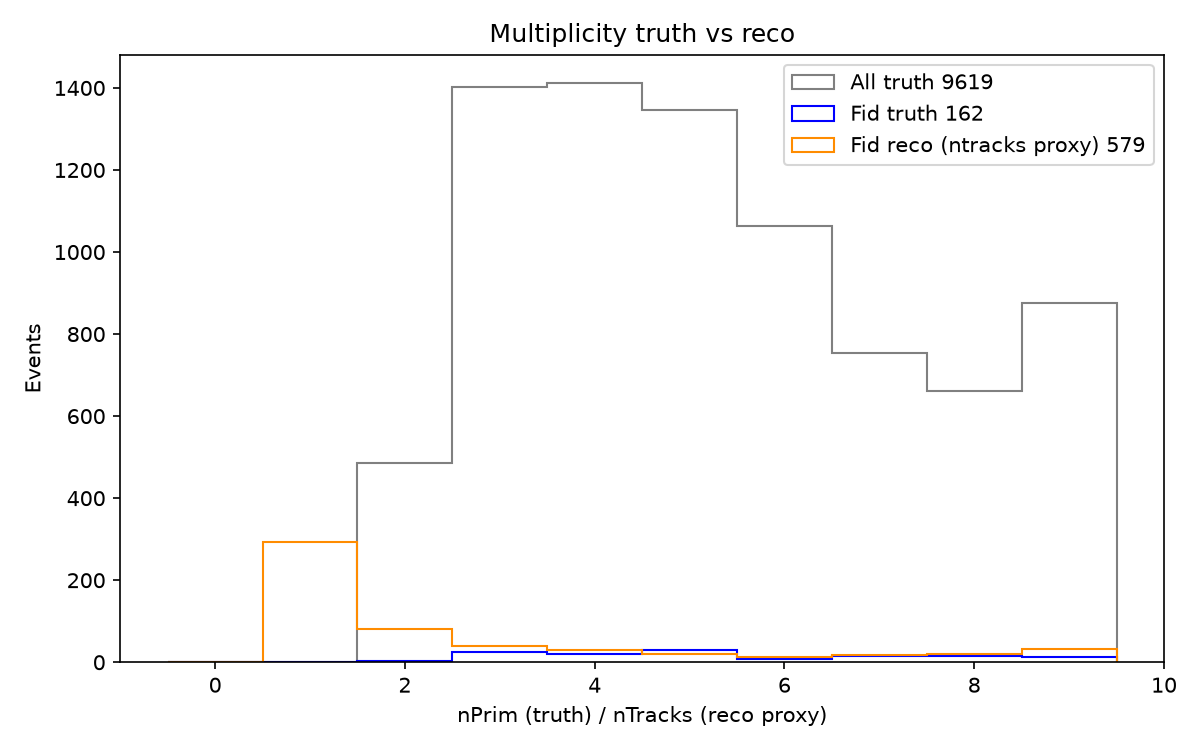 Multiplicity truth vs reco
All truth 9619
Fid truth 162
Fid reco (ntracks proxy) 579
Events
1400
1200
1000
800
600
400
200
0
0 2 4 6 8 10
nPrim (truth) / nTracks (reco proxy)